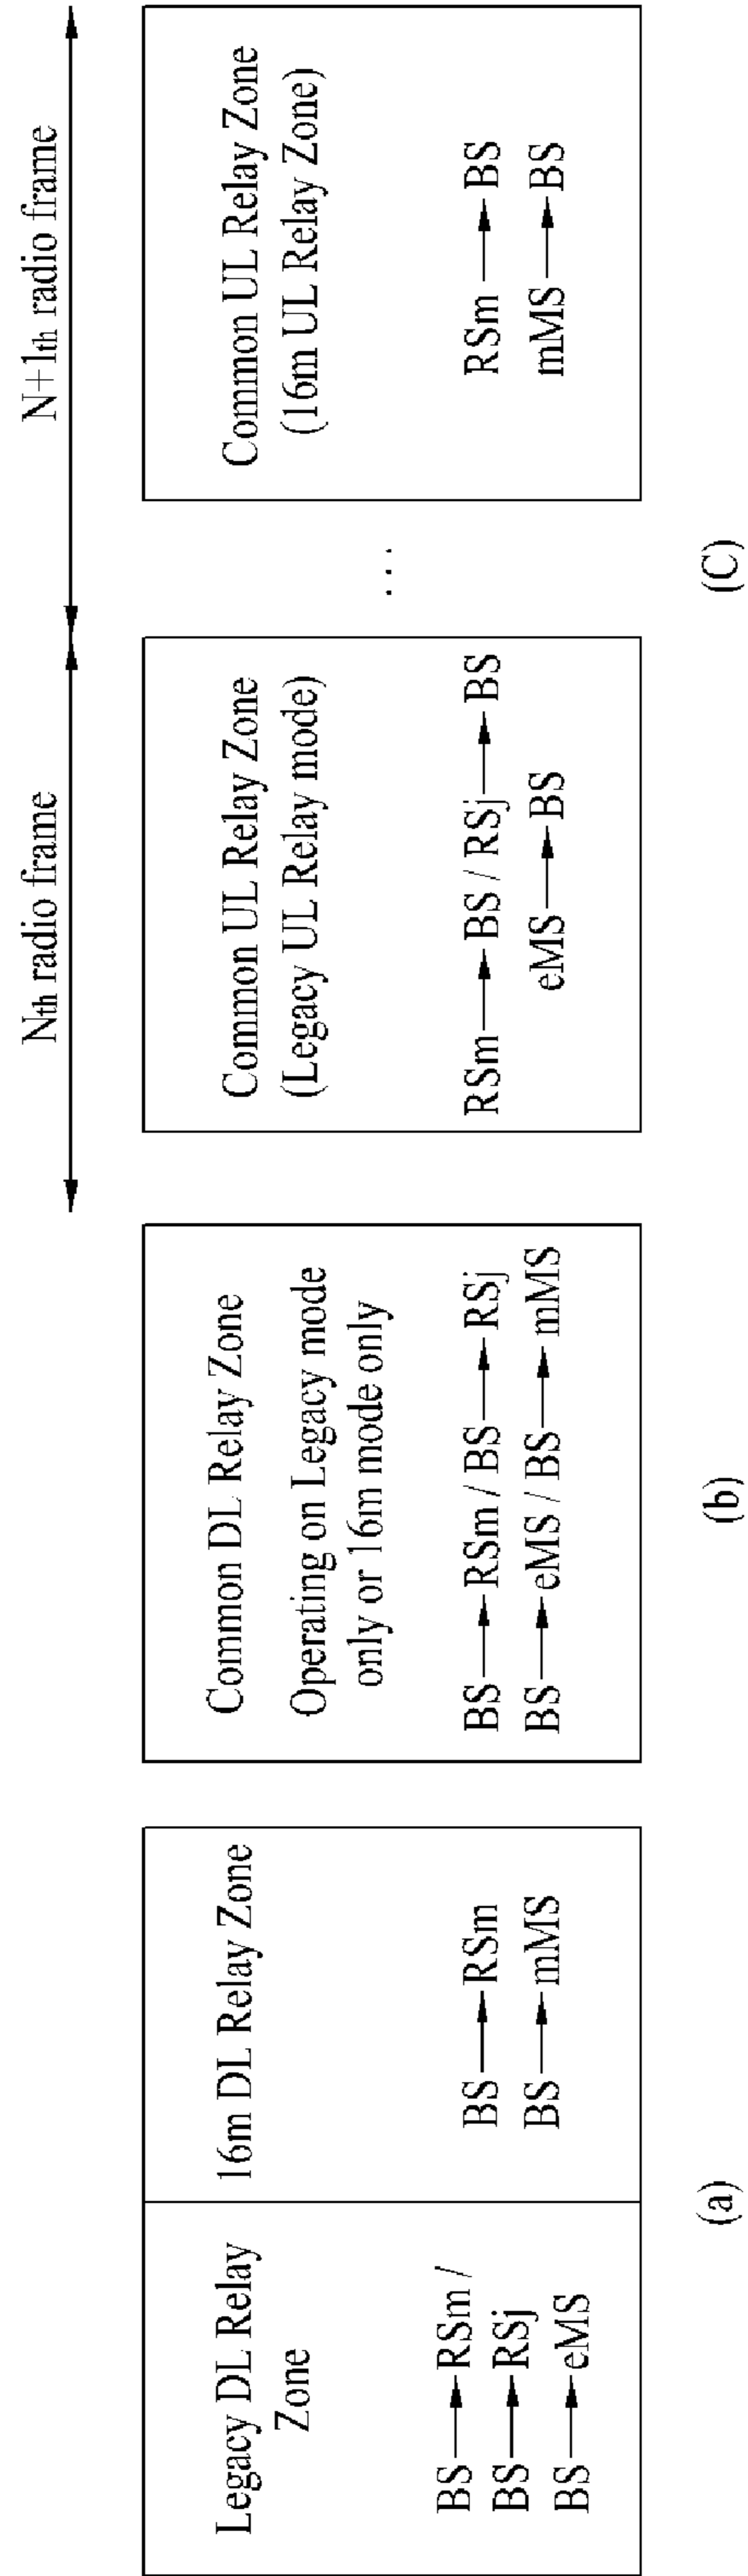 Legacy DL Relay
Zone
BS → RSm /
BS → RSj
BS → eMS
16m DL Relay Zone
BS → RSm
BS → mMS
(a)
Common DL Relay Zone
Operating on Legacy mode
only or 16m mode only
BS → RSm / BS → RSj
BS → eMS / BS → mMS
(b)
Nth radio frame
N+1th radio frame
Common UL Relay Zone
(Legacy UL Relay mode)
RSm → BS / RSj → BS
eMS → BS
...
Common UL Relay Zone
(16m UL Relay Zone)
RSm → BS
mMS → BS
(C)